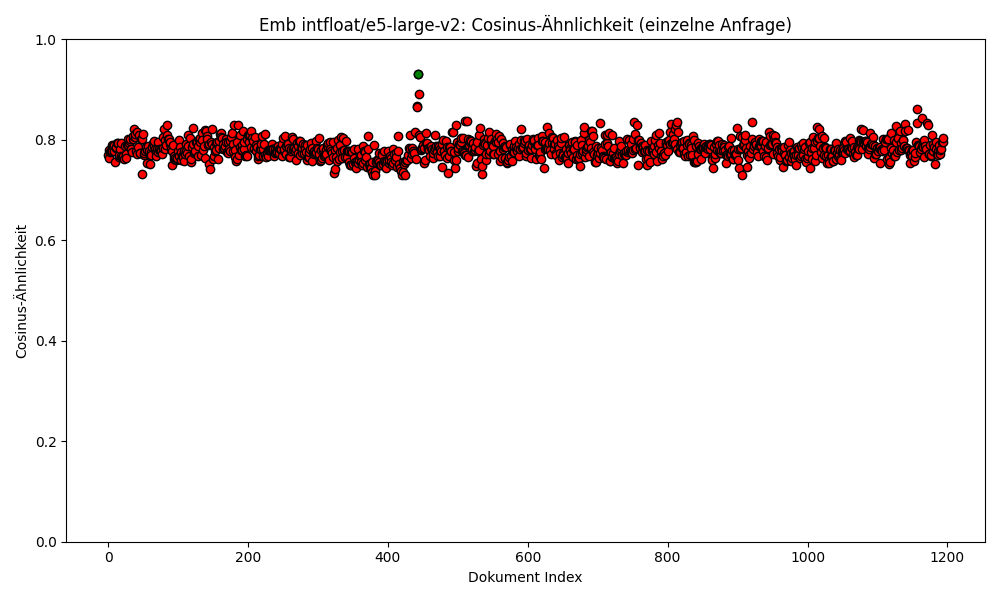 Emb intfloat/e5-large-v2: Cosinus-Ähnlichkeit (einzelne Anfrage)
1.0
0.8
0.6
0.4
0.2
0.0
Cosinus-Ähnlichkeit
0 200 400 600 800 1000 1200
Dokument Index